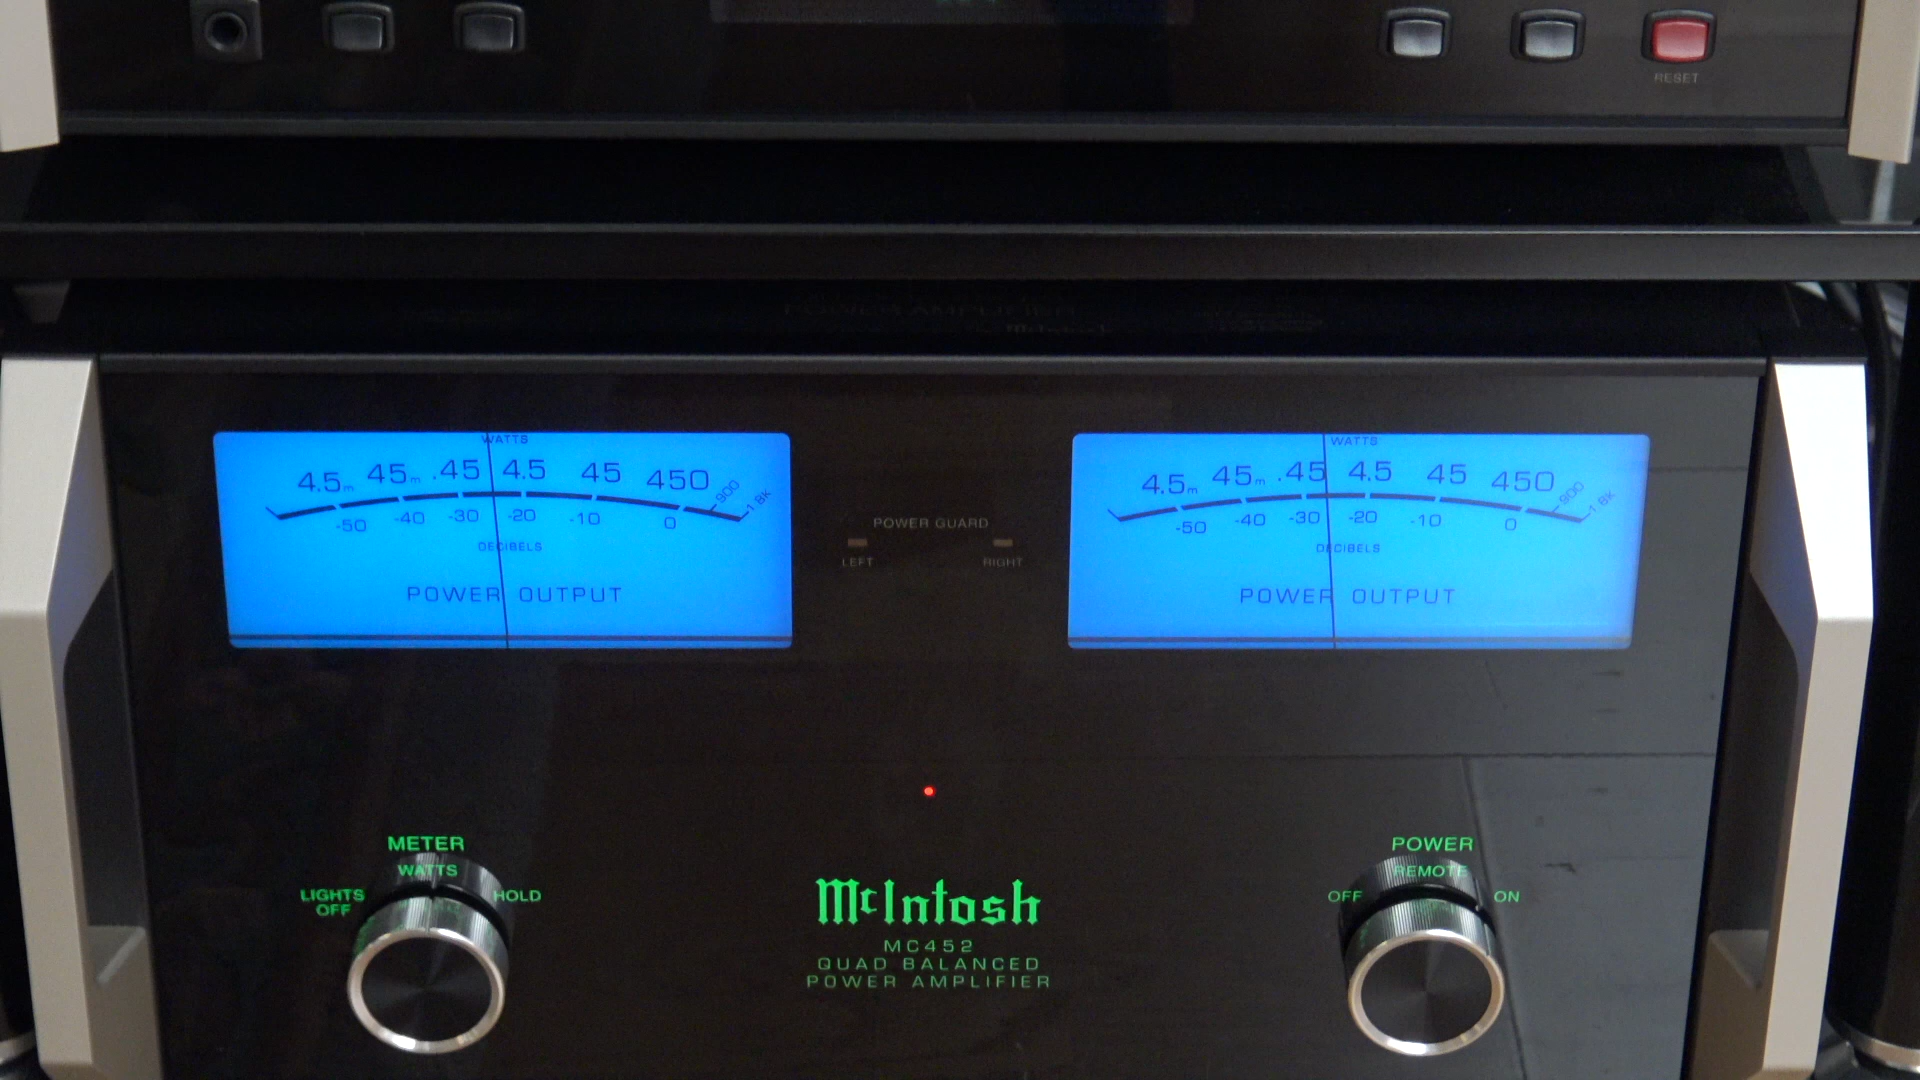 RESET
POWER AMPLIFIER
McIntosh
WATTS
4.5m 45m .45 4.5 45 450 900 1.8K
-50 -40 -30 -20 -10 0
DECIBELS
POWER OUTPUT
POWER GUARD
LEFT RIGHT
WATTS
4.5m 45m .45 4.5 45 450 900 1.8K
-50 -40 -30 -20 -10 0
DECIBELS
POWER OUTPUT
METER
WATTS
LIGHTS OFF
HOLD
McIntosh
MC452
QUAD BALANCED
POWER AMPLIFIER
POWER
REMOTE
OFF ON